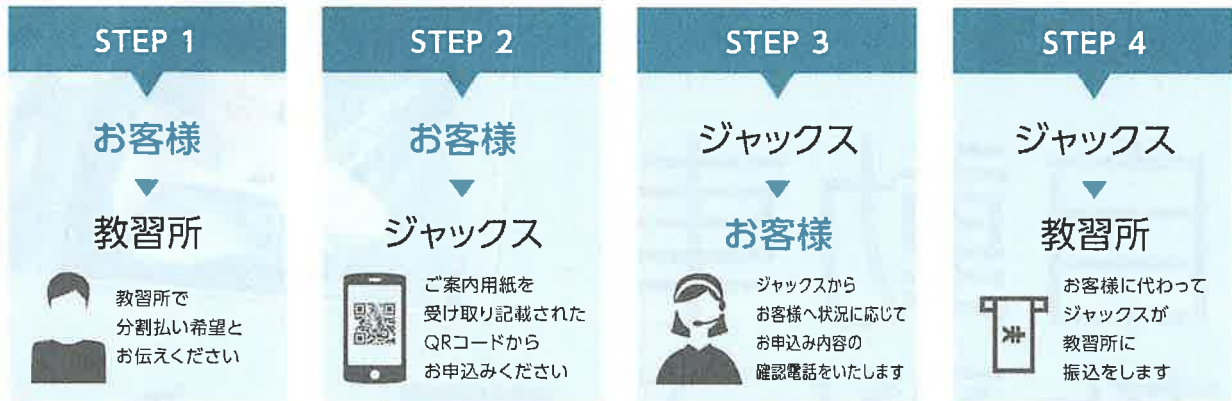 STEP 1
お客様
教習所
教習所で
分割払い希望と
お伝えください
STEP 2
お客様
ジャックス
ご案内用紙を
受け取り記載された
QRコードから
お申込みください
STEP 3
ジャックス
お客様
ジャックスから
お客様へ状況に応じて
お申込み内容の
確認電話をいたします
STEP 4
ジャックス
教習所
お客様に代わって
ジャックスが
教習所に
振込をします